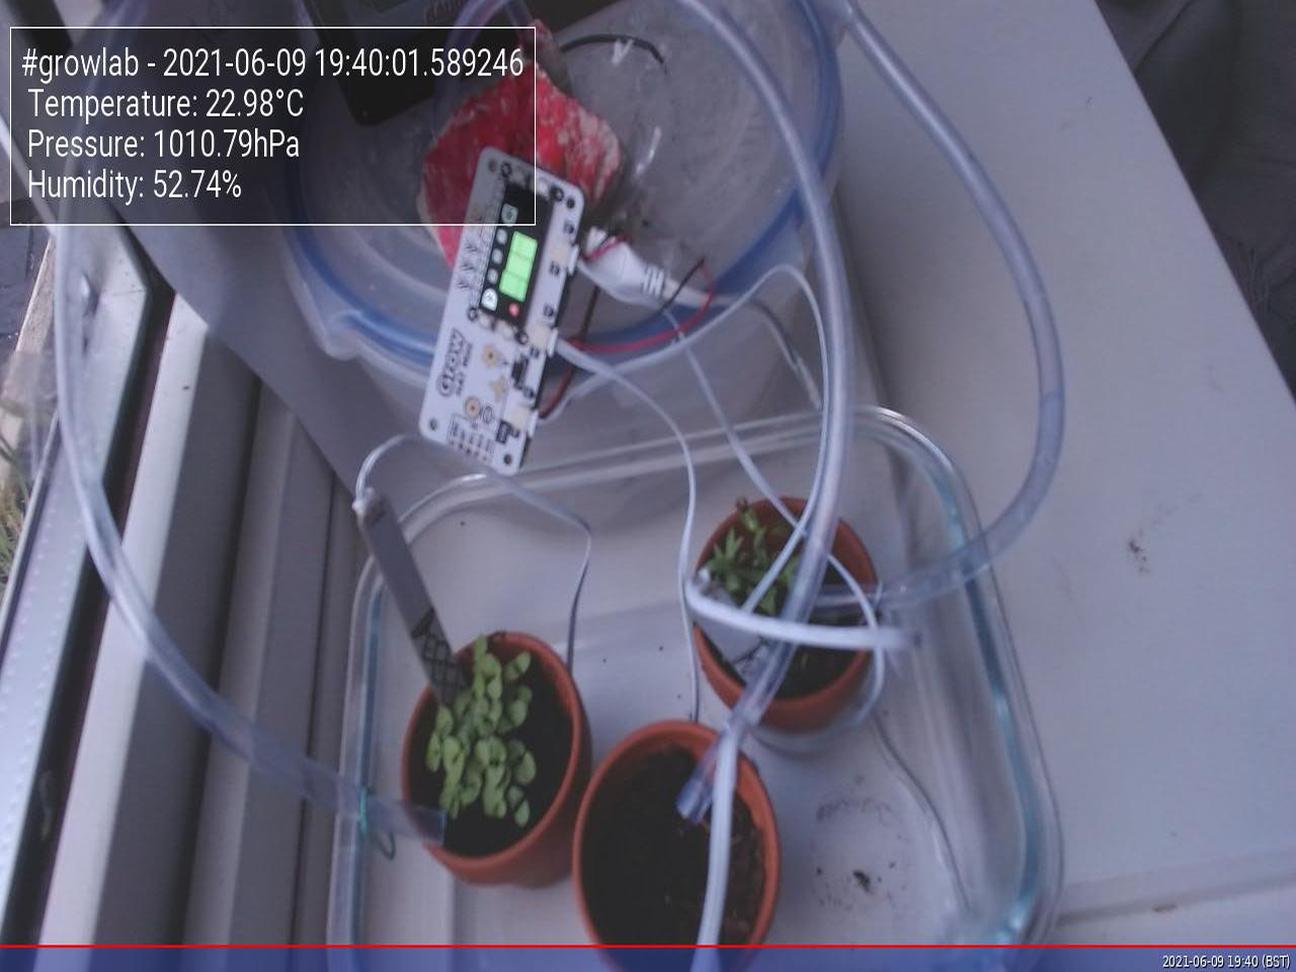 #growlab - 2021-06-09 19:40:01.589246
Temperature: 22.98°C
Pressure: 1010.79hPa
Humidity: 52.74%
Grow
2021-06-09 19:40 (BST)